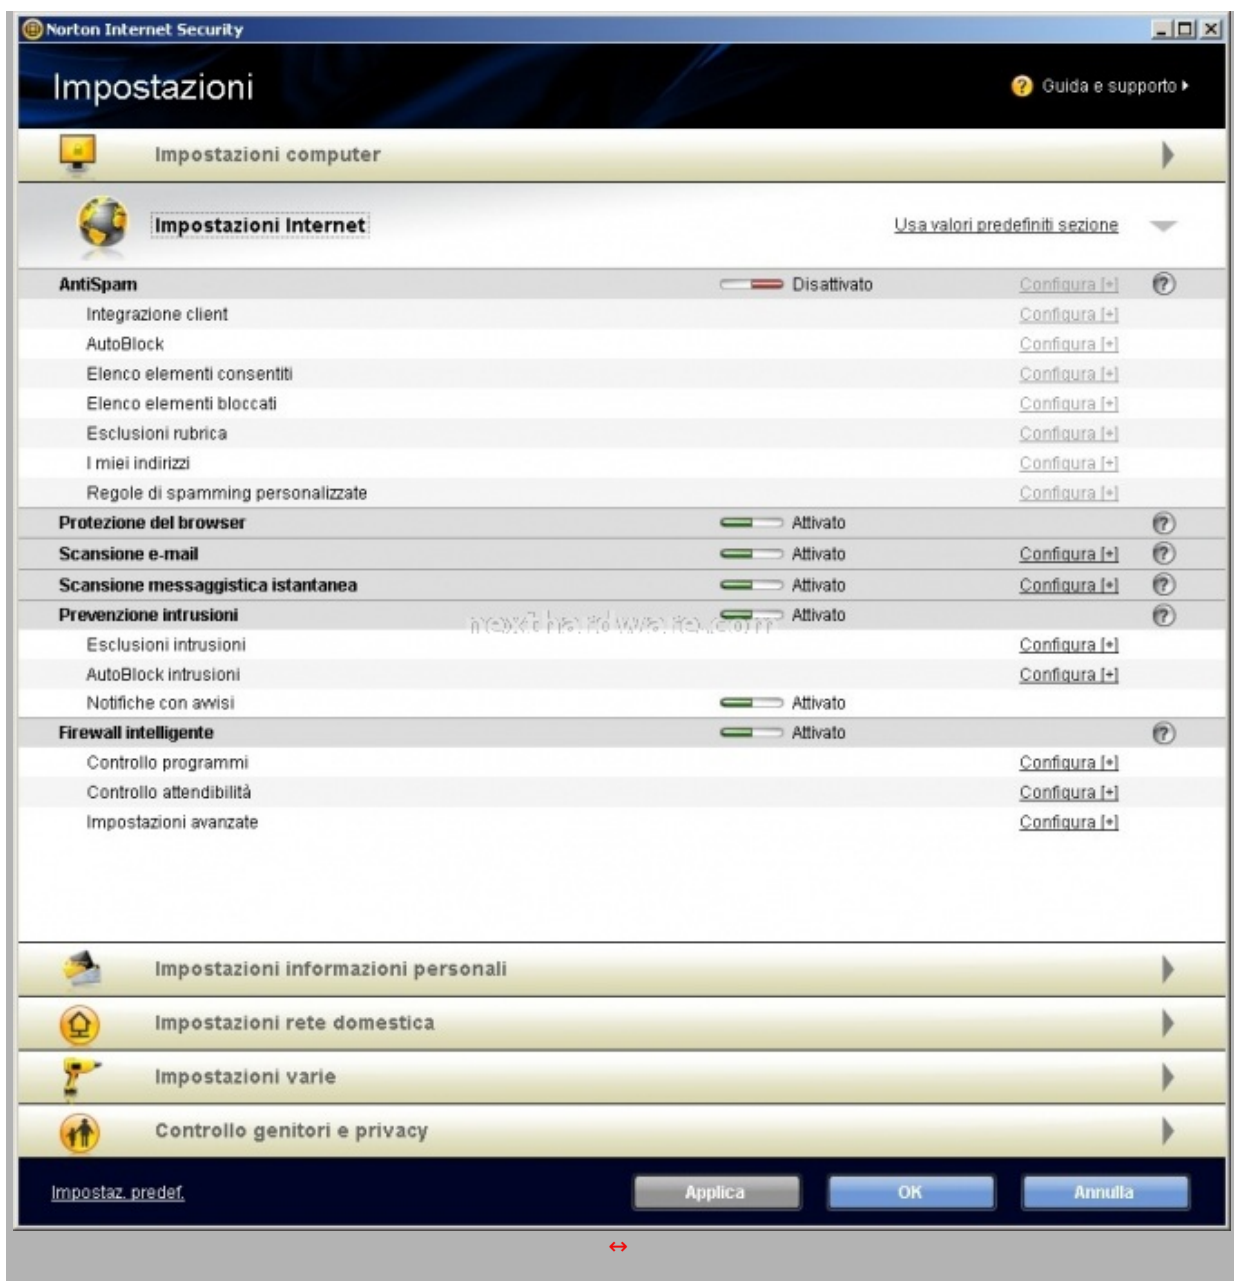 Norton Internet Security
Impostazioni
Guida e supporto
Impostazioni computer
Impostazioni Internet
Usa valori predefiniti sezione
AntiSpam Disattivato Configura [+]
Integrazione client Configura [+]
AutoBlock Configura [+]
Elenco elementi consentiti Configura [+]
Elenco elementi bloccati Configura [+]
Esclusioni rubrica Configura [+]
I miei indirizzi Configura [+]
Regole di spamming personalizzate Configura [+]
Protezione del browser Attivato
Scansione e-mail Attivato Configura [+]
Scansione messaggistica istantanea Attivato Configura [+]
Prevenzione intrusioni Attivato
nexthardware.com
Esclusioni intrusioni Configura [+]
AutoBlock intrusioni Configura [+]
Notifiche con avvisi Attivato
Firewall intelligente Attivato
Controllo programmi Configura [+]
Controllo attendibilità Configura [+]
Impostazioni avanzate Configura [+]
Impostazioni informazioni personali
Impostazioni rete domestica
Impostazioni varie
Controllo genitori e privacy
Impostaz. predef. Applica OK Annulla